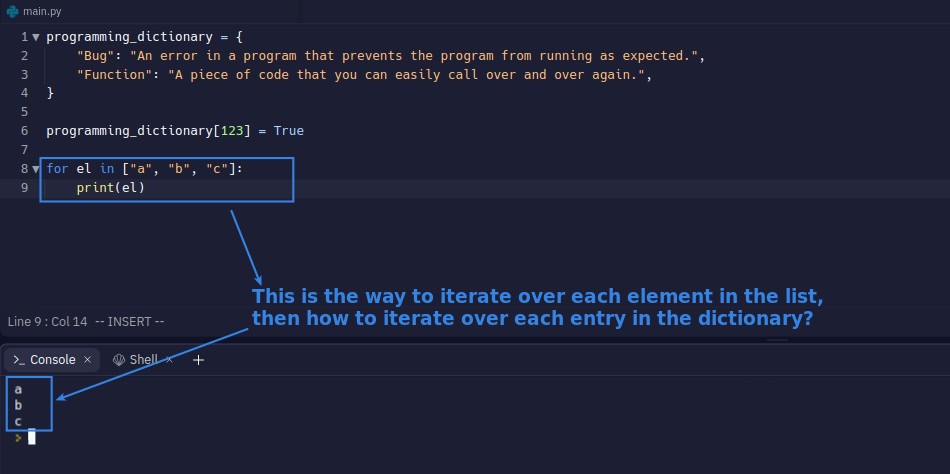 main.py
1 programming_dictionary = {
2 "Bug": "An error in a program that prevents the program from running as expected.",
3 "Function": "A piece of code that you can easily call over and over again.",
4 }
5
6 programming_dictionary[123] = True
7
8 for el in ["a", "b", "c"]:
9 print(el)
This is the way to iterate over each element in the list,
then how to iterate over each entry in the dictionary?
Line 9 : Col 14 -- INSERT --
>_ Console × Shell × +
a
b
c